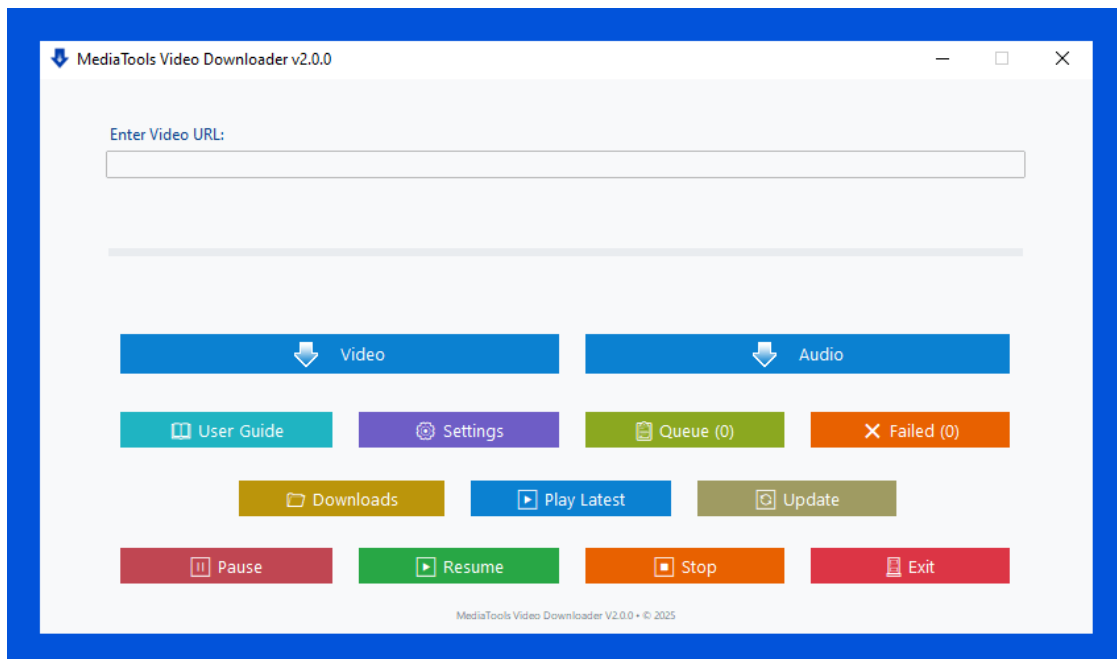 MediaTools Video Downloader v2.0.0
Enter Video URL:
Video Audio
User Guide Settings Queue (0) Failed (0)
Downloads Play Latest Update
Pause Resume Stop Exit
MediaTools Video Downloader V2.0.0 • © 2025